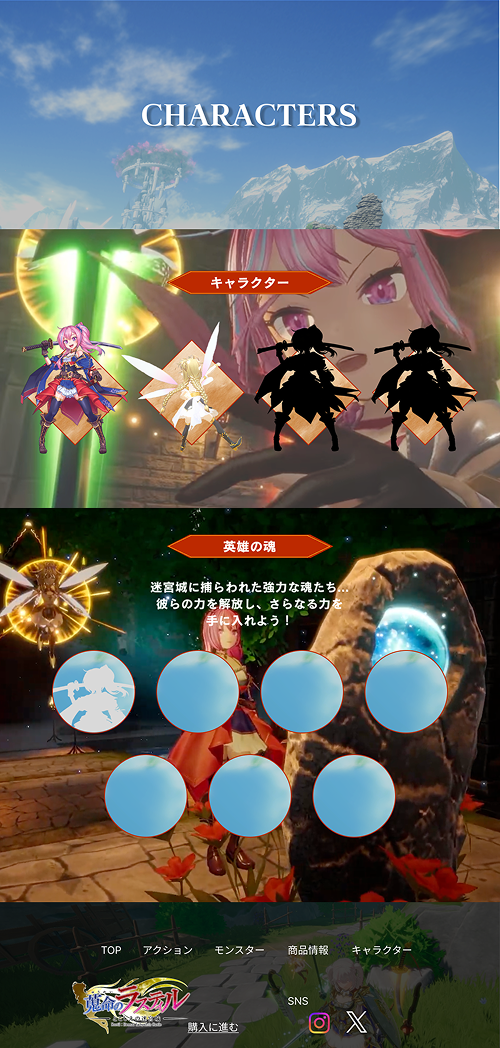 CHARACTERS
キャラクター
英雄の魂
迷宮城に捕らわれた強力な魂たち...
彼らの力を解放し、さらなる力を
手に入れよう！
TOP アクション モンスター 商品情報 キャラクター
SNS
購入に進む